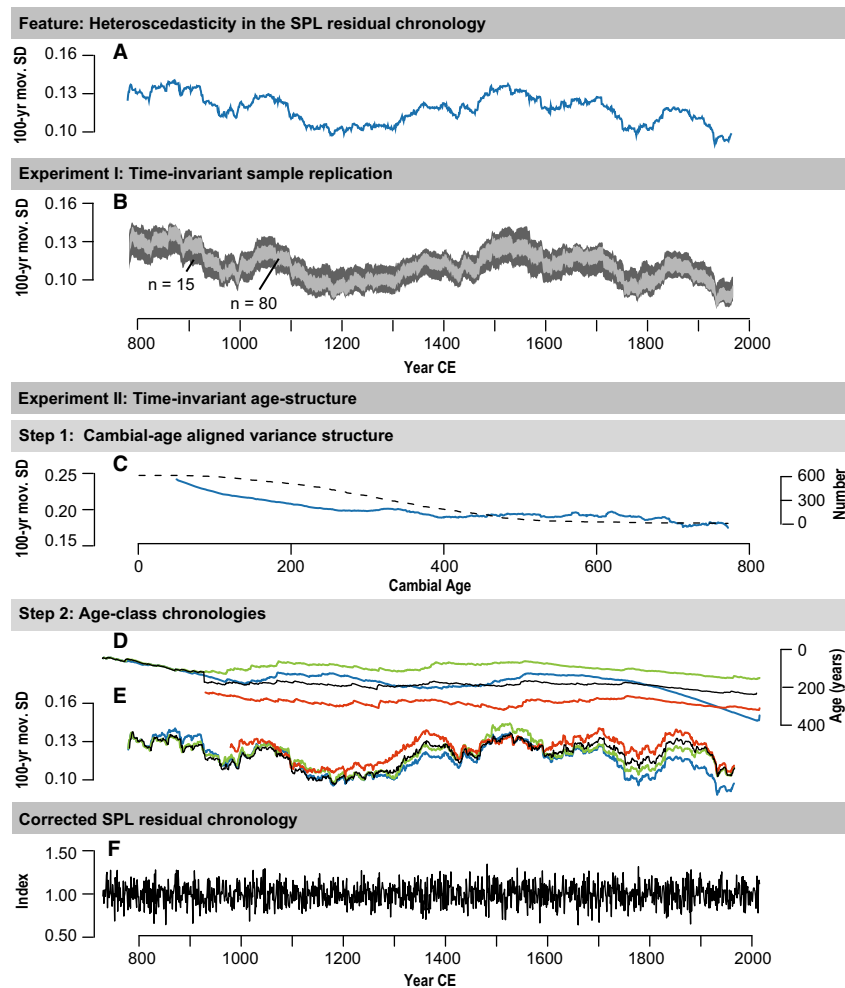 Feature: Heteroscedasticity in the SPL residual chronology
A
100-yr mov. SD
0.16
0.13
0.10
Experiment I: Time-invariant sample replication
B
100-yr mov. SD
0.16
0.13
0.10
n = 15
n = 80
800 1000 1200 1400 1600 1800 2000
Year CE
Experiment II: Time-invariant age-structure
Step 1: Cambial-age aligned variance structure
C
100-yr mov. SD
0.25
0.20
0.15
600
300
0
Number
0 200 400 600 800
Cambial Age
Step 2: Age-class chronologies
D
0
200
400
Age (years)
E
100-yr mov. SD
0.16
0.13
0.10
Corrected SPL residual chronology
F
Index
1.50
1.00
0.50
800 1000 1200 1400 1600 1800 2000
Year CE